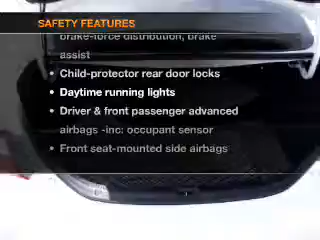 SAFETY FEATURES
brake-force distribution, brake
assist
• Child-protector rear door locks
• Daytime running lights
• Driver & front passenger advanced
airbags -inc: occupant sensor
• Front seat-mounted side airbags